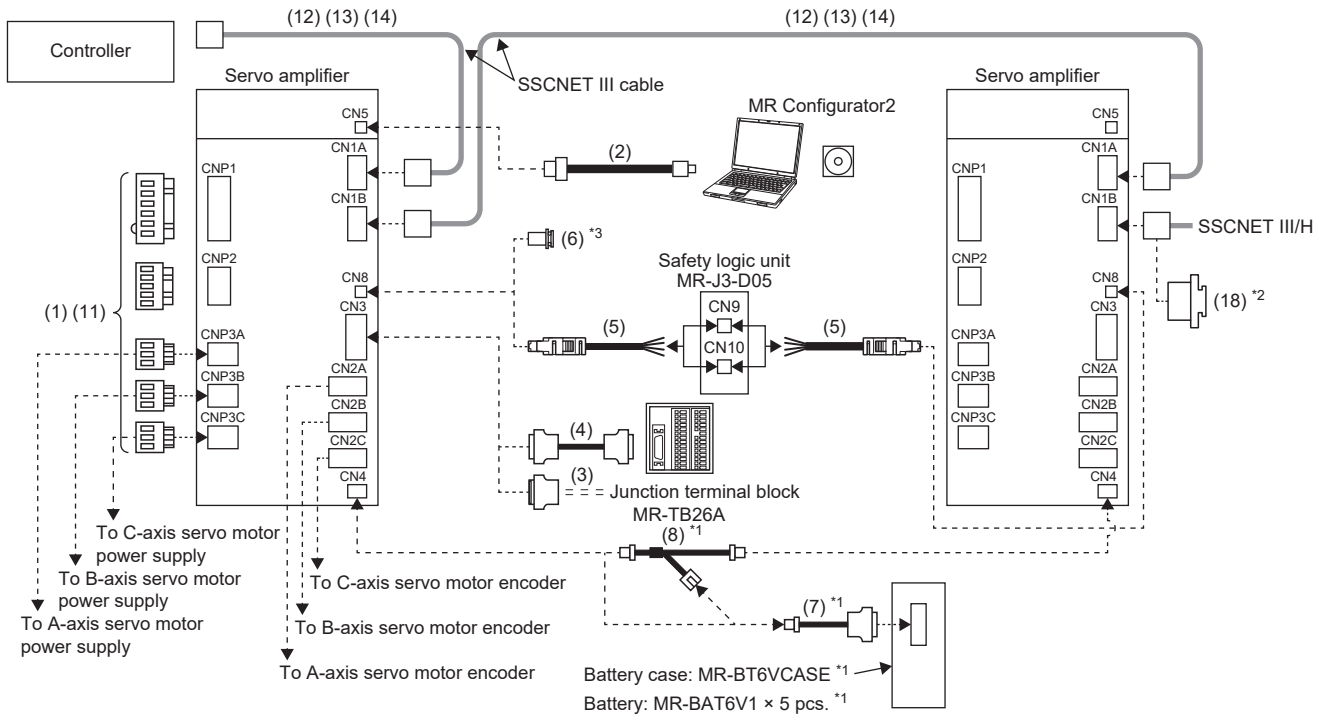 (12) (13) (14)
(12) (13) (14)
Controller
SSCNET III cable
Servo amplifier
CN5
CN1A
CNP1
CN1B
CNP2
CN8
CN3
CNP3A
CN2A
CNP3B
CN2B
CNP3C
CN2C
CN4
(1) (11)
MR Configurator2
(2)
(6) *3
Safety logic unit
MR-J3-D05
CN9
CN10
(5)
(5)
(4)
(3)
Junction terminal block
MR-TB26A
(8) *1
(7) *1
Servo amplifier
CN5
CN1A
CNP1
CN1B
SSCNET III/H
CNP2
CN8
(18) *2
CN3
CNP3A
CN2A
CNP3B
CN2B
CNP3C
CN2C
CN4
To C-axis servo motor
power supply
To B-axis servo motor
power supply
To A-axis servo motor
power supply
To C-axis servo motor encoder
To B-axis servo motor encoder
To A-axis servo motor encoder
Battery case: MR-BT6VCASE *1
Battery: MR-BAT6V1 × 5 pcs. *1